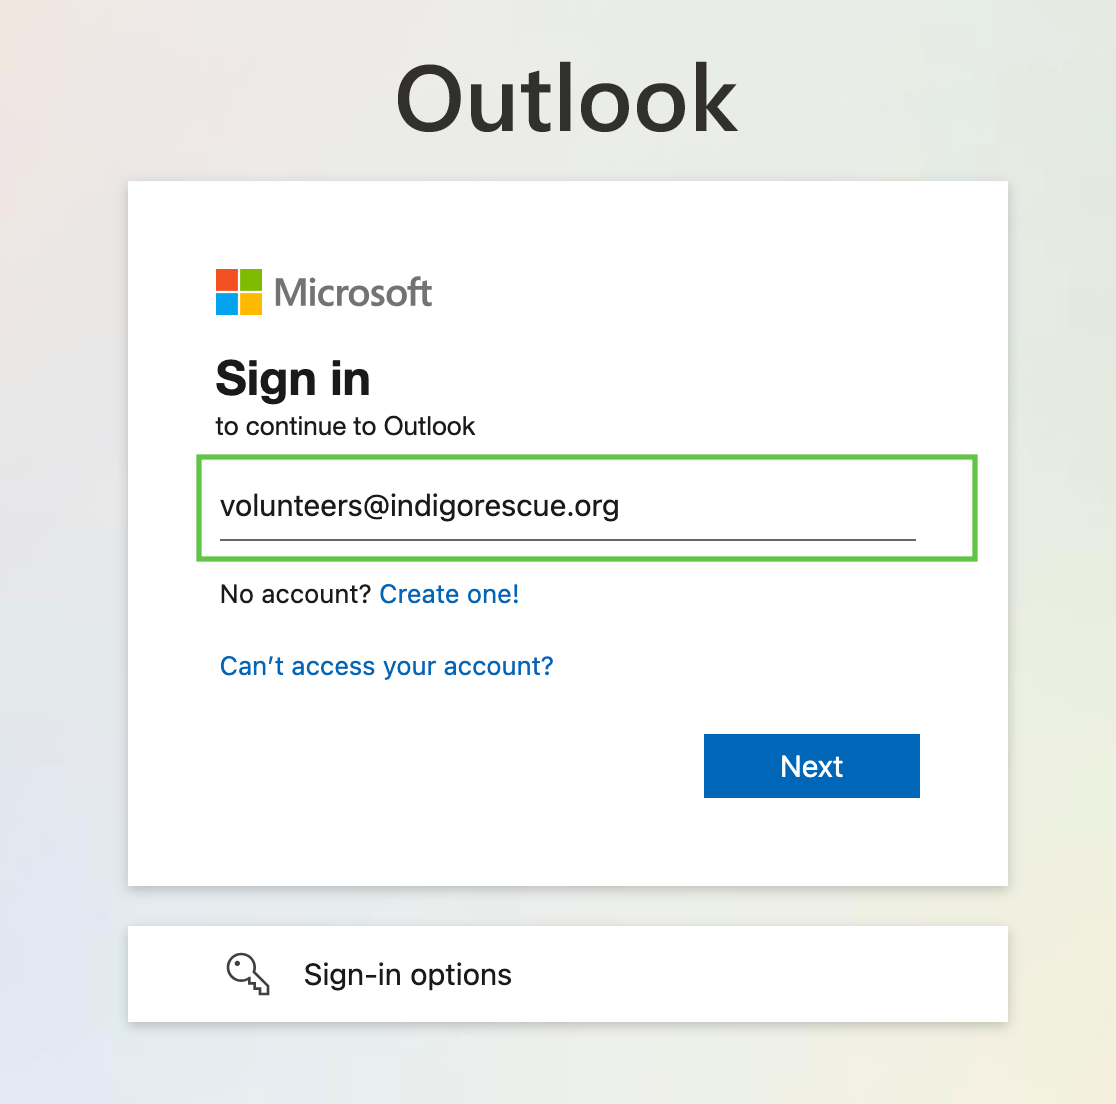 Outlook
Microsoft
Sign in
to continue to Outlook
volunteers@indigorescue.org
No account? Create one!
Can’t access your account?
Next
Sign-in options